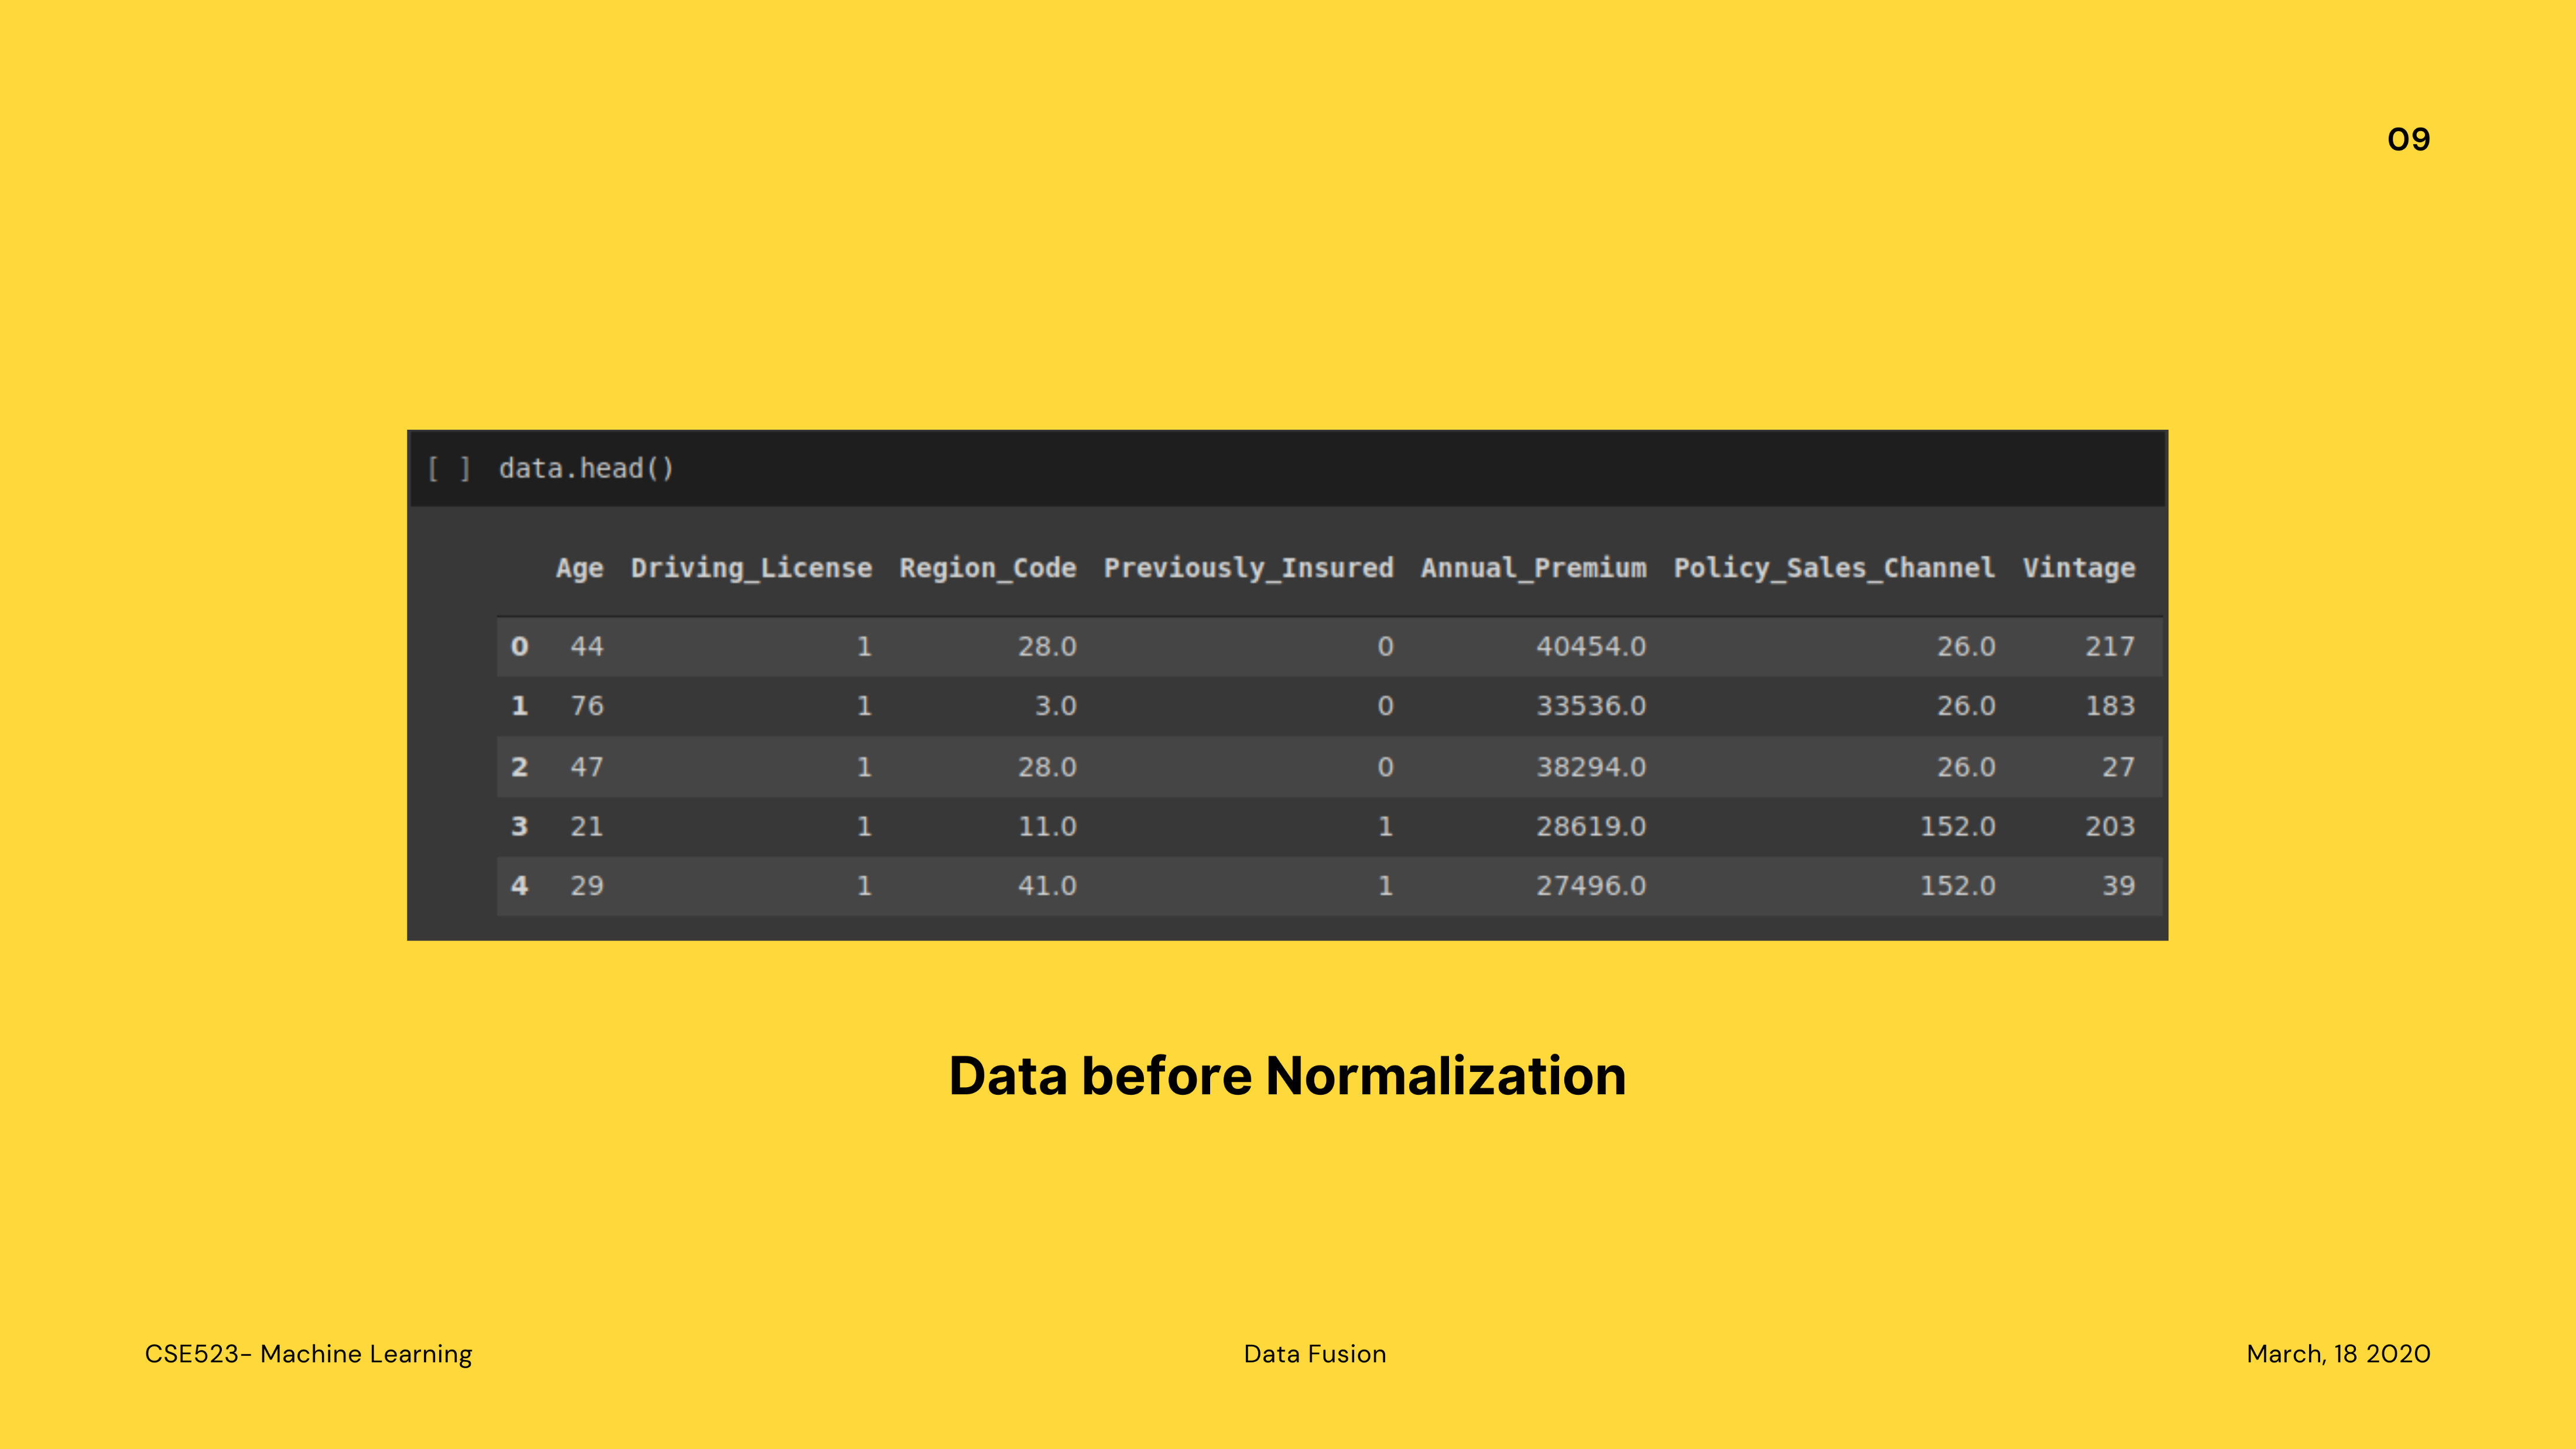 09
[ ] data.head()
Age Driving_License Region_Code Previously_Insured Annual_Premium Policy_Sales_Channel Vintage
0 44 1 28.0 0 40454.0 26.0 217
1 76 1 3.0 0 33536.0 26.0 183
2 47 1 28.0 0 38294.0 26.0 27
3 21 1 11.0 1 28619.0 152.0 203
4 29 1 41.0 1 27496.0 152.0 39
Data before Normalization
CSE523- Machine Learning Data Fusion March, 18 2020